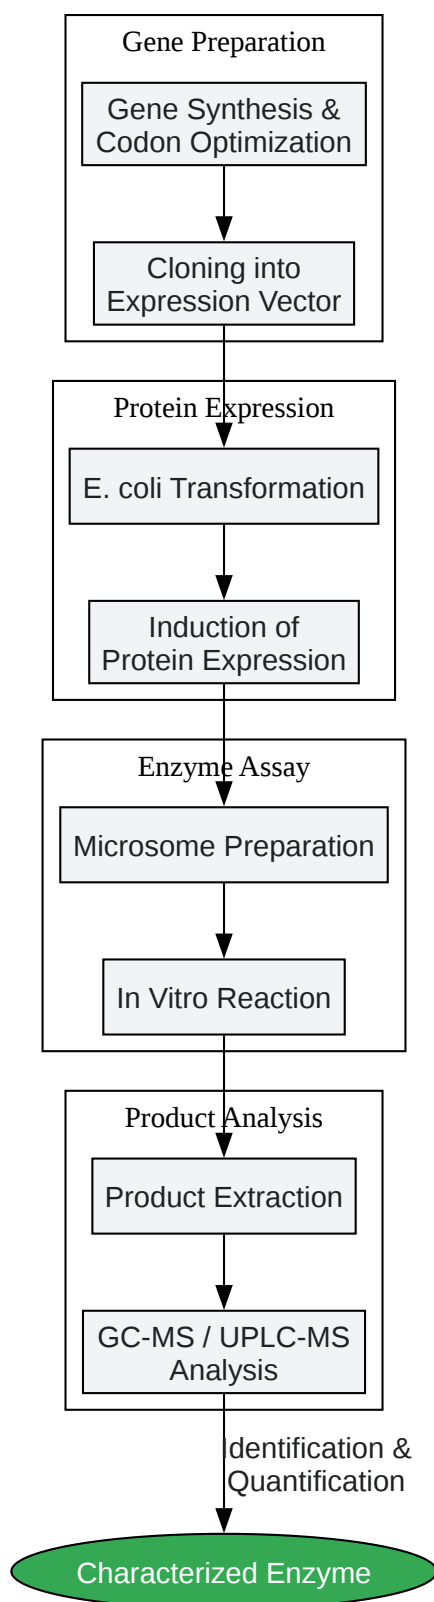 Gene Preparation
Gene Synthesis &
Codon Optimization
Cloning into
Expression Vector
Protein Expression
E. coli Transformation
Induction of
Protein Expression
Enzyme Assay
Microsome Preparation
In Vitro Reaction
Product Analysis
Product Extraction
GC-MS / UPLC-MS
Analysis
Identification &
Quantification
Characterized Enzyme